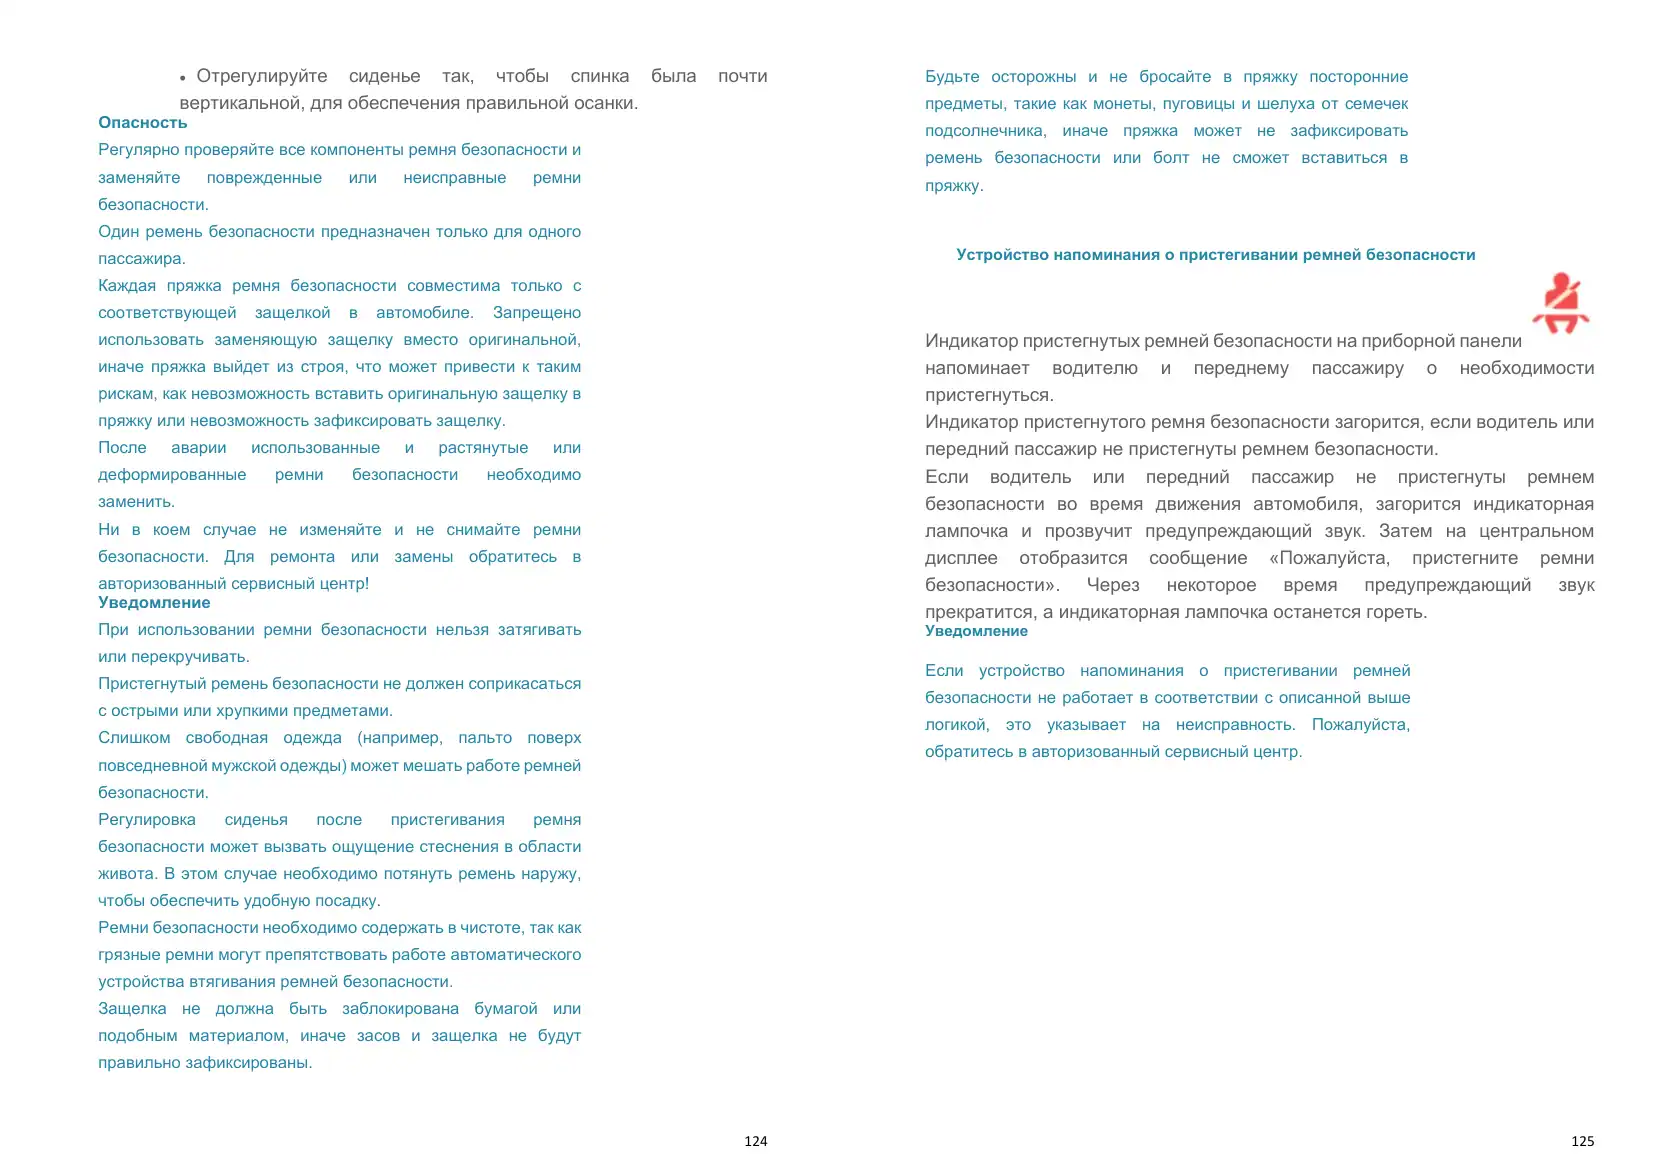 • Отрегулируйте сиденье так, чтобы спинка была почти
вертикальной, для обеспечения правильной осанки.
Опасность
Регулярно проверяйте все компоненты ремня безопасности и
заменяйте поврежденные или неисправные ремни
безопасности.
Один ремень безопасности предназначен только для одного
пассажира.
Каждая пряжка ремня безопасности совместима только с
соответствующей защелкой в автомобиле. Запрещено
использовать заменяющую защелку вместо оригинальной,
иначе пряжка выйдет из строя, что может привести к таким
рискам, как невозможность вставить оригинальную защелку в
пряжку или невозможность зафиксировать защелку.
После аварии использованные и растянутые или
деформированные ремни безопасности необходимо
заменить.
Ни в коем случае не изменяйте и не снимайте ремни
безопасности. Для ремонта или замены обратитесь в
авторизованный сервисный центр!
Уведомление
При использовании ремни безопасности нельзя затягивать
или перекручивать.
Пристегнутый ремень безопасности не должен соприкасаться
с острыми или хрупкими предметами.
Слишком свободная одежда (например, пальто поверх
повседневной мужской одежды) может мешать работе ремней
безопасности.
Регулировка сиденья после пристегивания ремня
безопасности может вызвать ощущение стеснения в области
живота. В этом случае необходимо потянуть ремень наружу,
чтобы обеспечить удобную посадку.
Ремни безопасности необходимо содержать в чистоте, так как
грязные ремни могут препятствовать работе автоматического
устройства втягивания ремней безопасности.
Защелка не должна быть заблокирована бумагой или
подобным материалом, иначе засов и защелка не будут
правильно зафиксированы.
124
Будьте осторожны и не бросайте в пряжку посторонние
предметы, такие как монеты, пуговицы и шелуха от семечек
подсолнечника, иначе пряжка может не зафиксировать
ремень безопасности или болт не сможет вставиться в
пряжку.
Устройство напоминания о пристегивании ремней безопасности
Индикатор пристегнутых ремней безопасности на приборной панели
напоминает водителю и переднему пассажиру о необходимости
пристегнуться.
Индикатор пристегнутого ремня безопасности загорится, если водитель или
передний пассажир не пристегнуты ремнем безопасности.
Если водитель или передний пассажир не пристегнуты ремнем
безопасности во время движения автомобиля, загорится индикаторная
лампочка и прозвучит предупреждающий звук. Затем на центральном
дисплее отобразится сообщение «Пожалуйста, пристегните ремни
безопасности». Через некоторое время предупреждающий звук
прекратится, а индикаторная лампочка останется гореть.
Уведомление
Если устройство напоминания о пристегивании ремней
безопасности не работает в соответствии с описанной выше
логикой, это указывает на неисправность. Пожалуйста,
обратитесь в авторизованный сервисный центр.
125